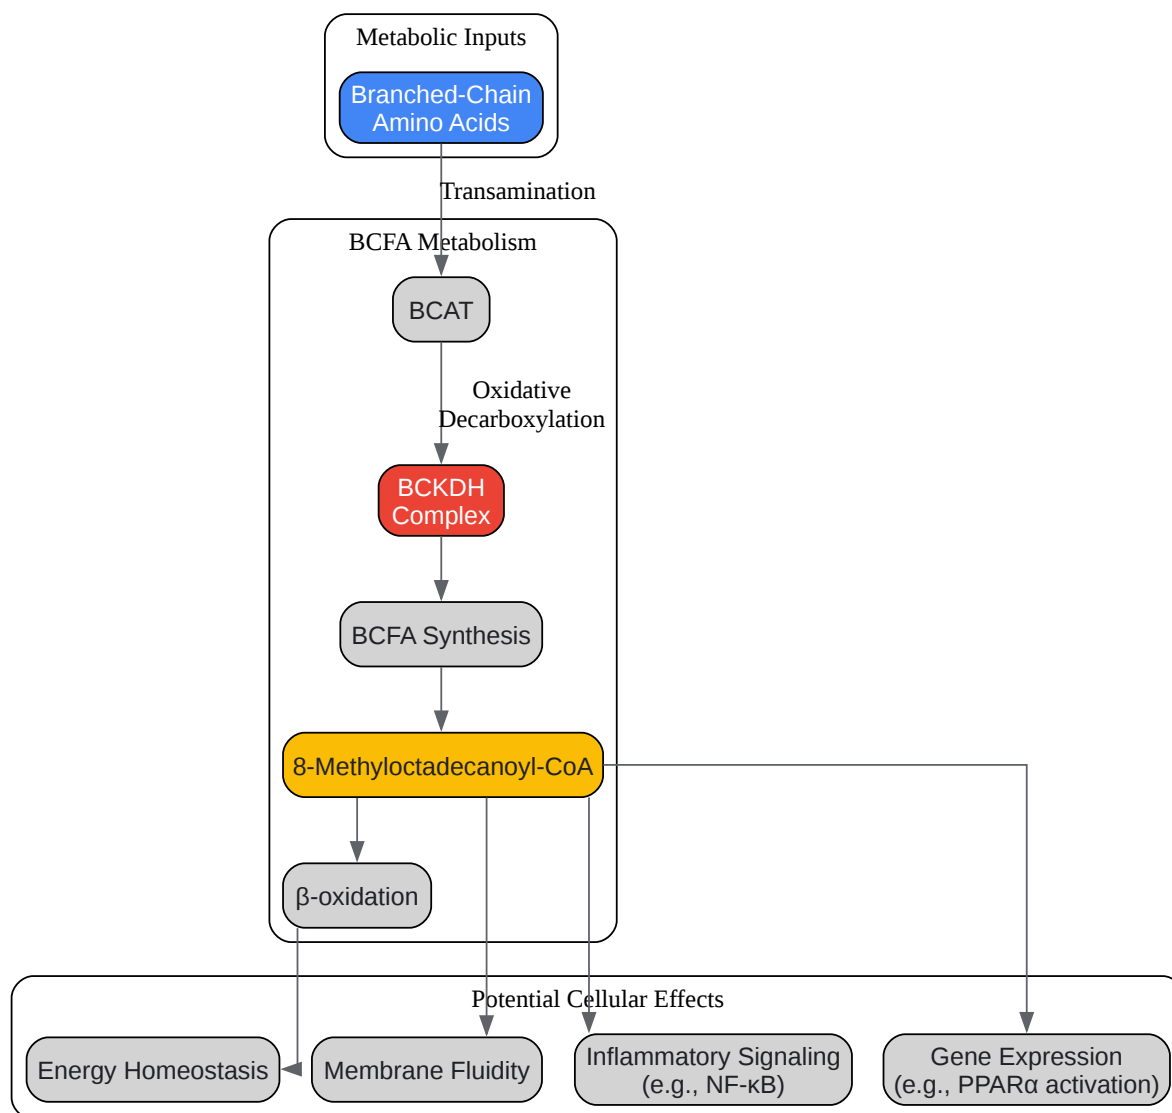 Metabolic Inputs
Branched-Chain
Amino Acids
Transamination
BCFA Metabolism
BCAT
Oxidative
Decarboxylation
BCKDH
Complex
BCFA Synthesis
8-Methyloctadecanoyl-CoA
β-oxidation
Potential Cellular Effects
Energy Homeostasis
Membrane Fluidity
Inflammatory Signaling
(e.g., NF-κB)
Gene Expression
(e.g., PPARα activation)